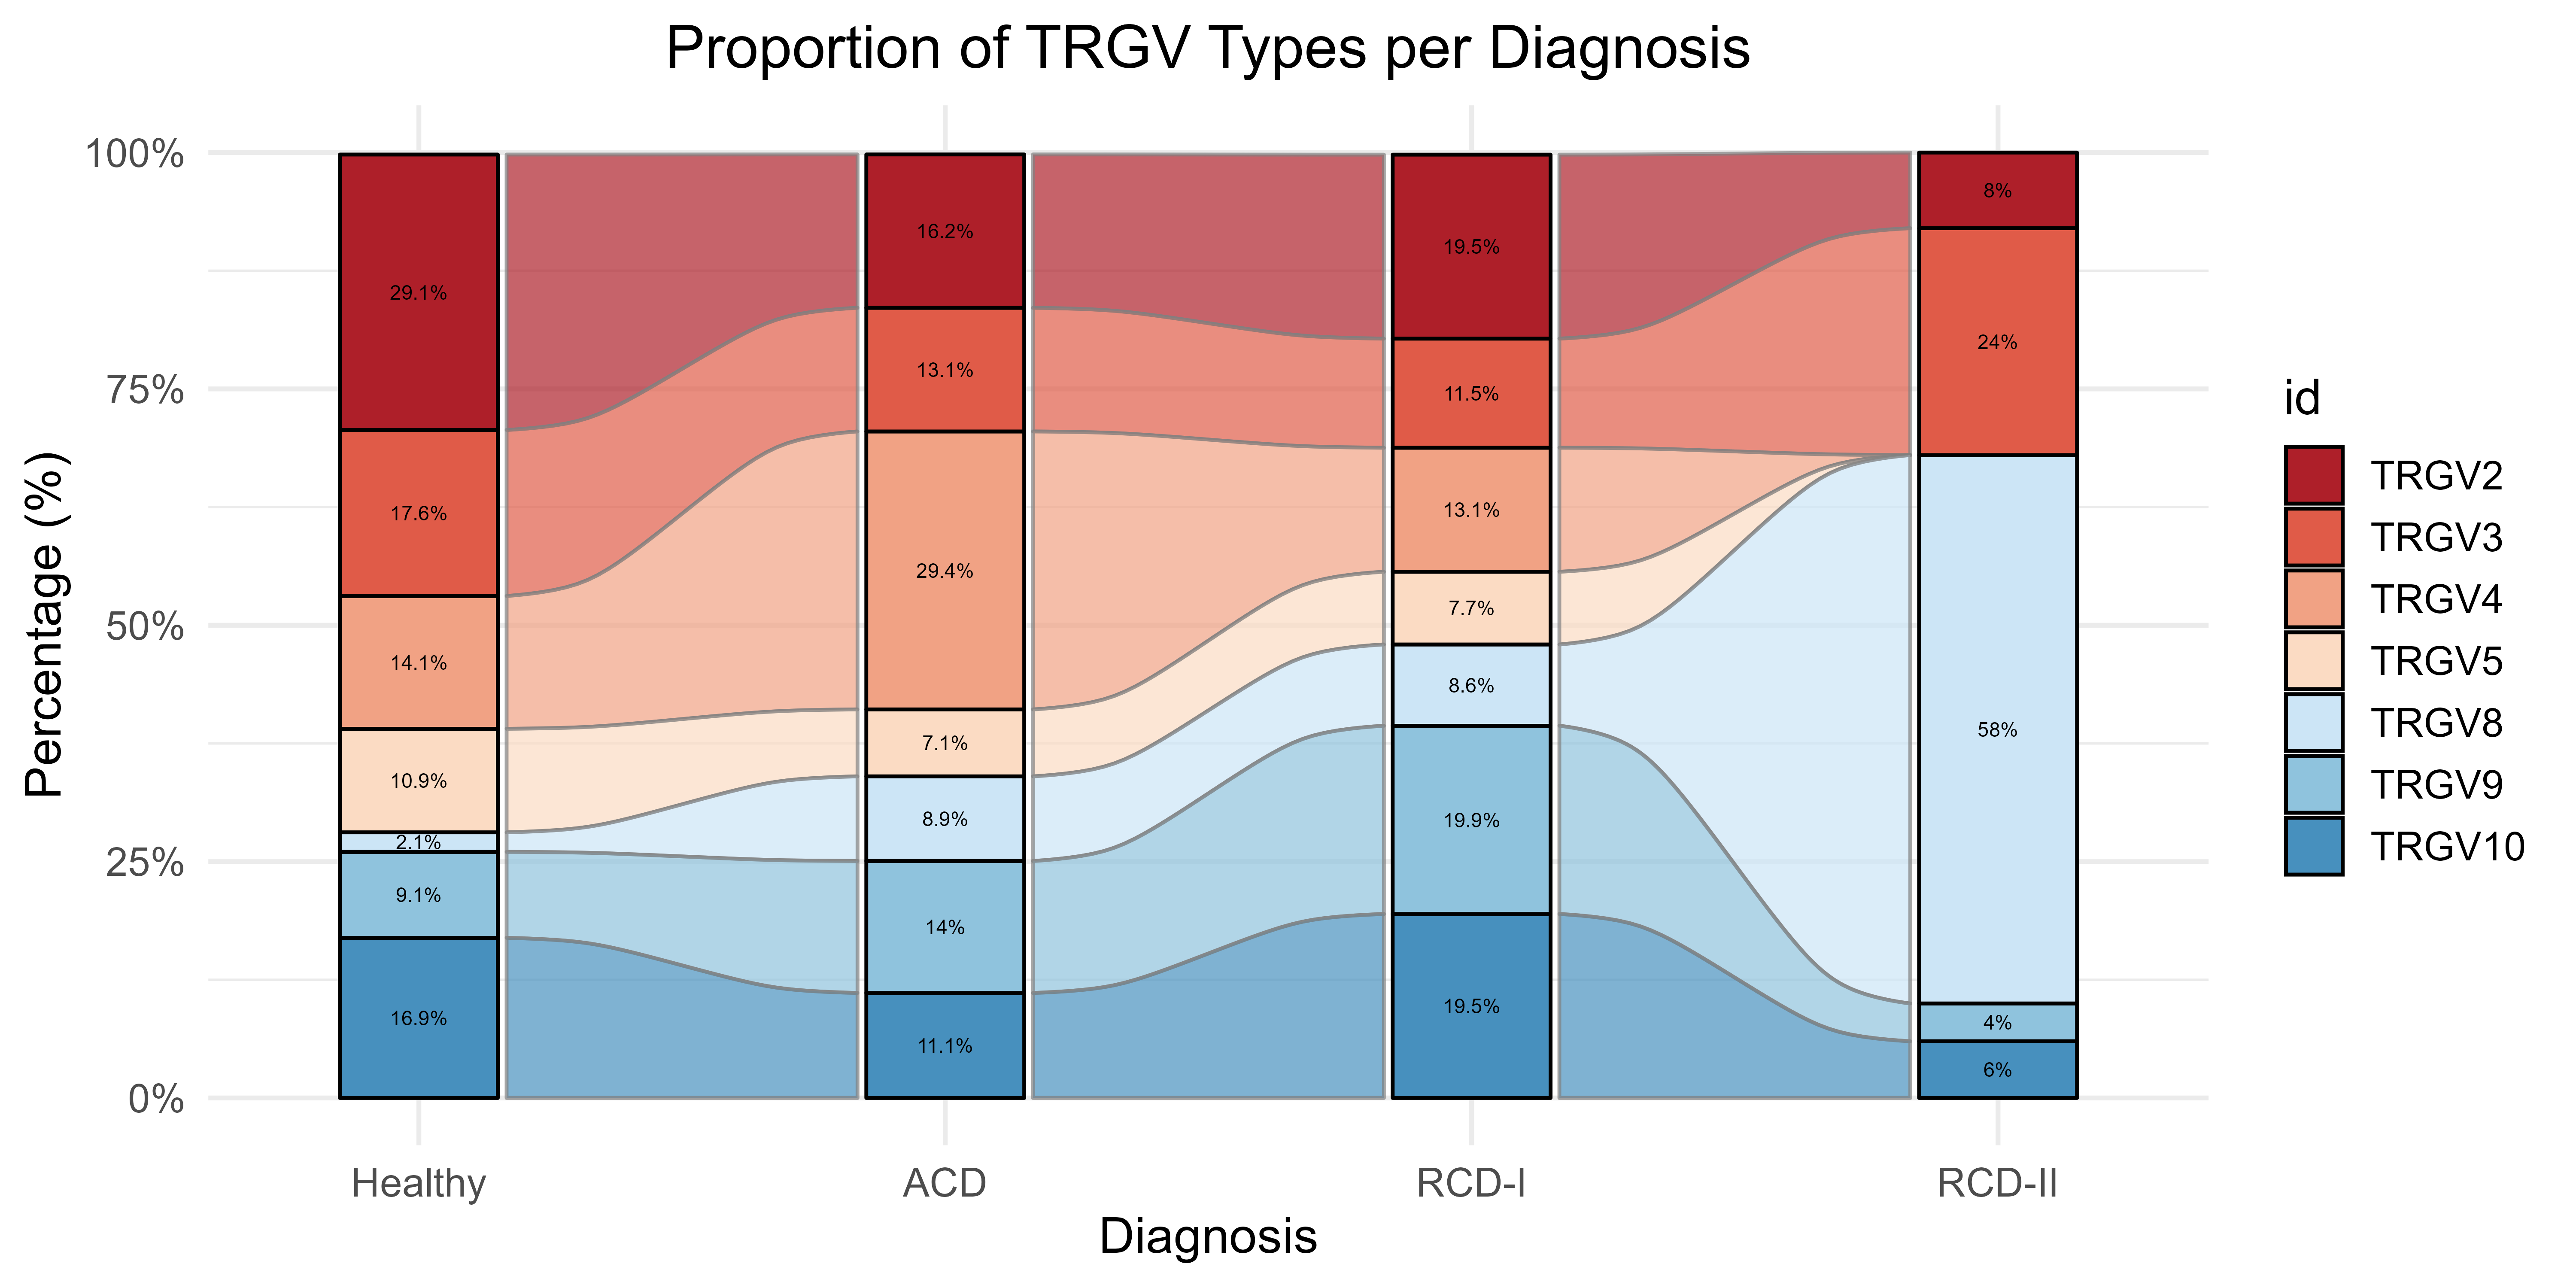 Proportion of TRGV Types per Diagnosis
Percentage (%)
100%
75%
50%
25%
0%
29.1%
17.6%
14.1%
10.9%
2.1%
9.1%
16.9%
16.2%
13.1%
29.4%
7.1%
8.9%
14%
11.1%
19.5%
11.5%
13.1%
7.7%
8.6%
19.9%
19.5%
8%
24%
58%
4%
6%
Healthy
ACD
RCD-I
RCD-II
Diagnosis
id
TRGV2
TRGV3
TRGV4
TRGV5
TRGV8
TRGV9
TRGV10